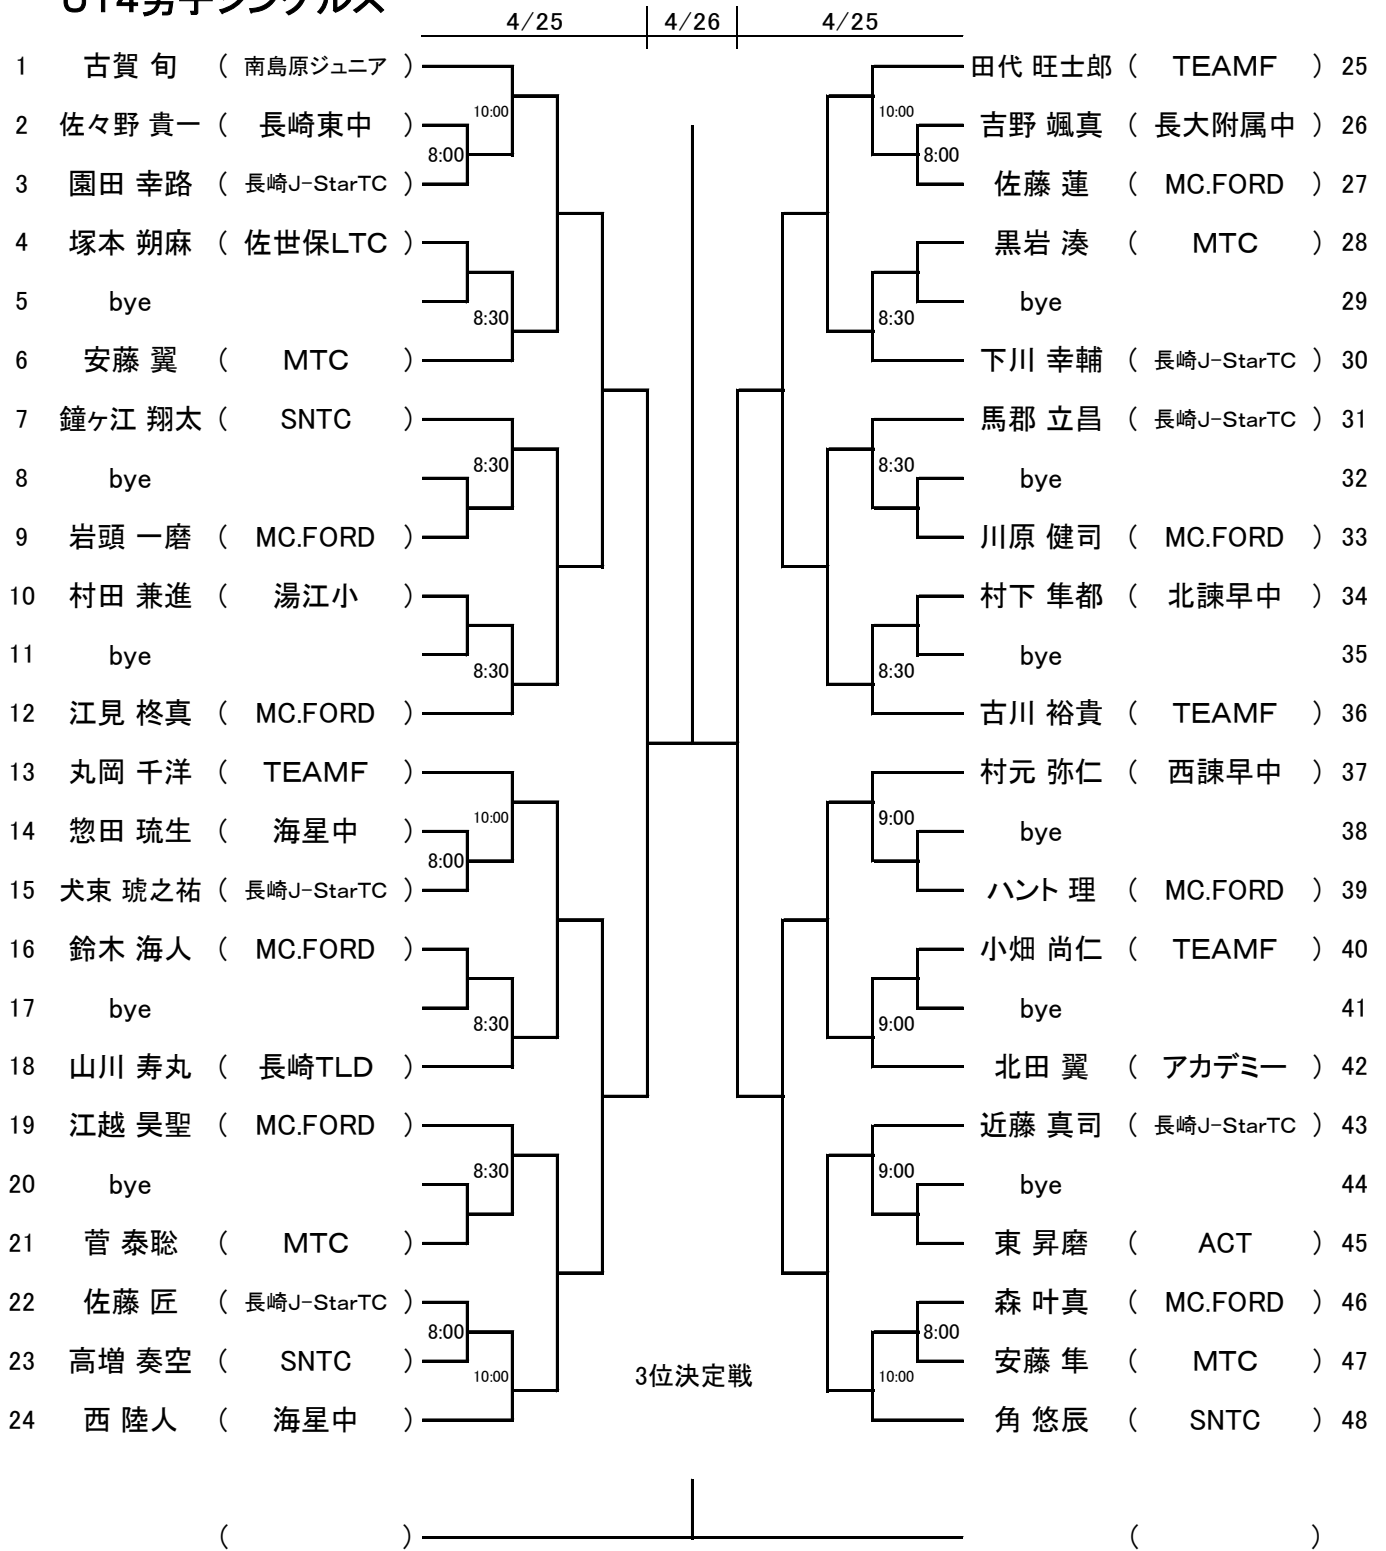 U14男子シングルス
4/25 4/26 4/25
1 古賀 旬 ( 南島原ジュニア )
2 佐々野 貴一 ( 長崎東中 )
3 園田 幸路 ( 長崎J-StarTC )
4 塚本 朔麻 ( 佐世保LTC )
5 bye
6 安藤 翼 ( MTC )
7 鐘ヶ江 翔太 ( SNTC )
8 bye
9 岩頭 一磨 ( MC.FORD )
10 村田 兼進 ( 湯江小 )
11 bye
12 江見 柊真 ( MC.FORD )
13 丸岡 千洋 ( TEAMF )
14 惣田 琉生 ( 海星中 )
15 犬束 琥之祐 ( 長崎J-StarTC )
16 鈴木 海人 ( MC.FORD )
17 bye
18 山川 寿丸 ( 長崎TLD )
19 江越 昊聖 ( MC.FORD )
20 bye
21 菅 泰聡 ( MTC )
22 佐藤 匠 ( 長崎J-StarTC )
23 高増 奏空 ( SNTC )
24 西 陸人 ( 海星中 )
10:00
8:00
8:30
8:30
8:30
10:00
8:00
8:30
8:30
8:00
10:00
田代 旺士郎 ( TEAMF ) 25
吉野 颯真 ( 長大附属中 ) 26
佐藤 蓮 ( MC.FORD ) 27
黒岩 湊 ( MTC ) 28
bye 29
下川 幸輔 ( 長崎J-StarTC ) 30
馬郡 立昌 ( 長崎J-StarTC ) 31
bye 32
川原 健司 ( MC.FORD ) 33
村下 隼都 ( 北諫早中 ) 34
bye 35
古川 裕貴 ( TEAMF ) 36
村元 弥仁 ( 西諌早中 ) 37
bye 38
ハント 理 ( MC.FORD ) 39
小畑 尚仁 ( TEAMF ) 40
bye 41
北田 翼 ( アカデミー ) 42
近藤 真司 ( 長崎J-StarTC ) 43
bye 44
東 昇磨 ( ACT ) 45
森 叶真 ( MC.FORD ) 46
安藤 隼 ( MTC ) 47
角 悠辰 ( SNTC ) 48
10:00
8:00
8:30
8:30
8:30
9:00
9:00
9:00
8:00
10:00
3位決定戦
( ) ( )